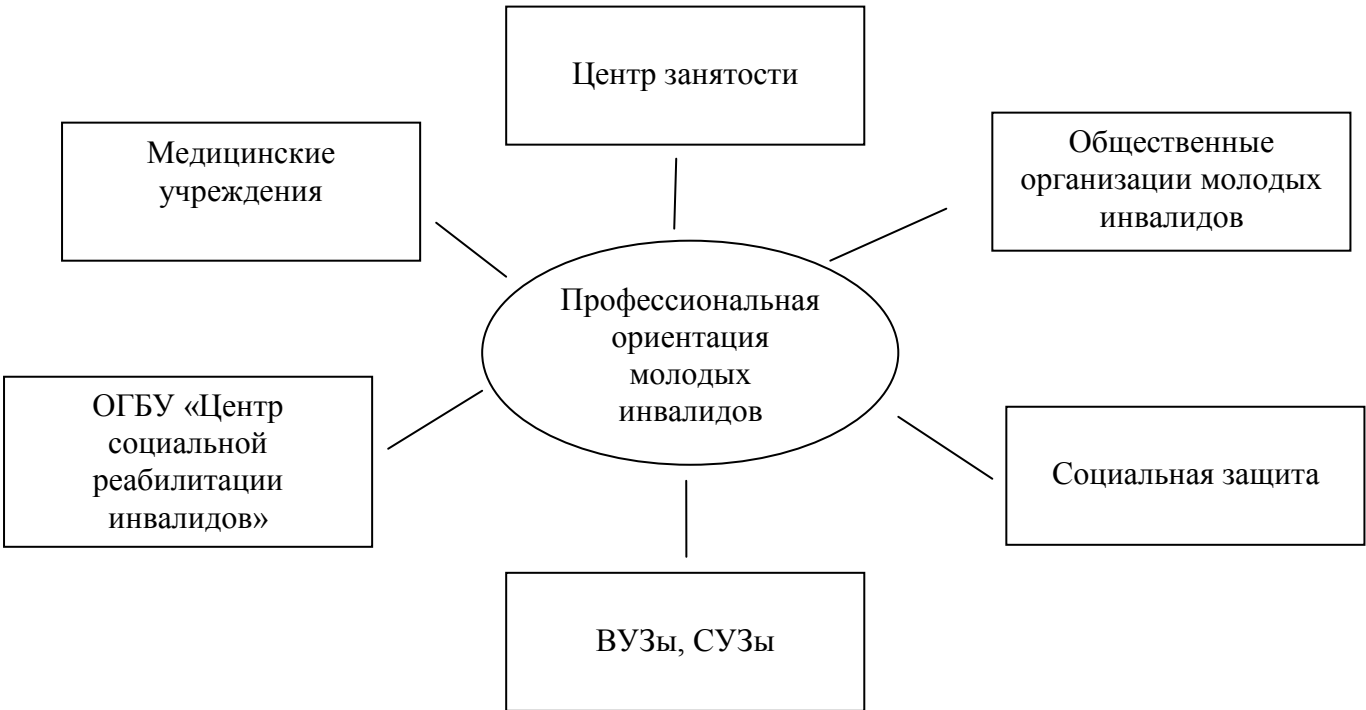 Центр занятости
Медицинские
учреждения
Общественные
организации молодых
инвалидов
Профессиональная
ориентация
молодых
инвалидов
ОГБУ «Центр
социальной
реабилитации
инвалидов»
Социальная защита
ВУЗы, СУЗы